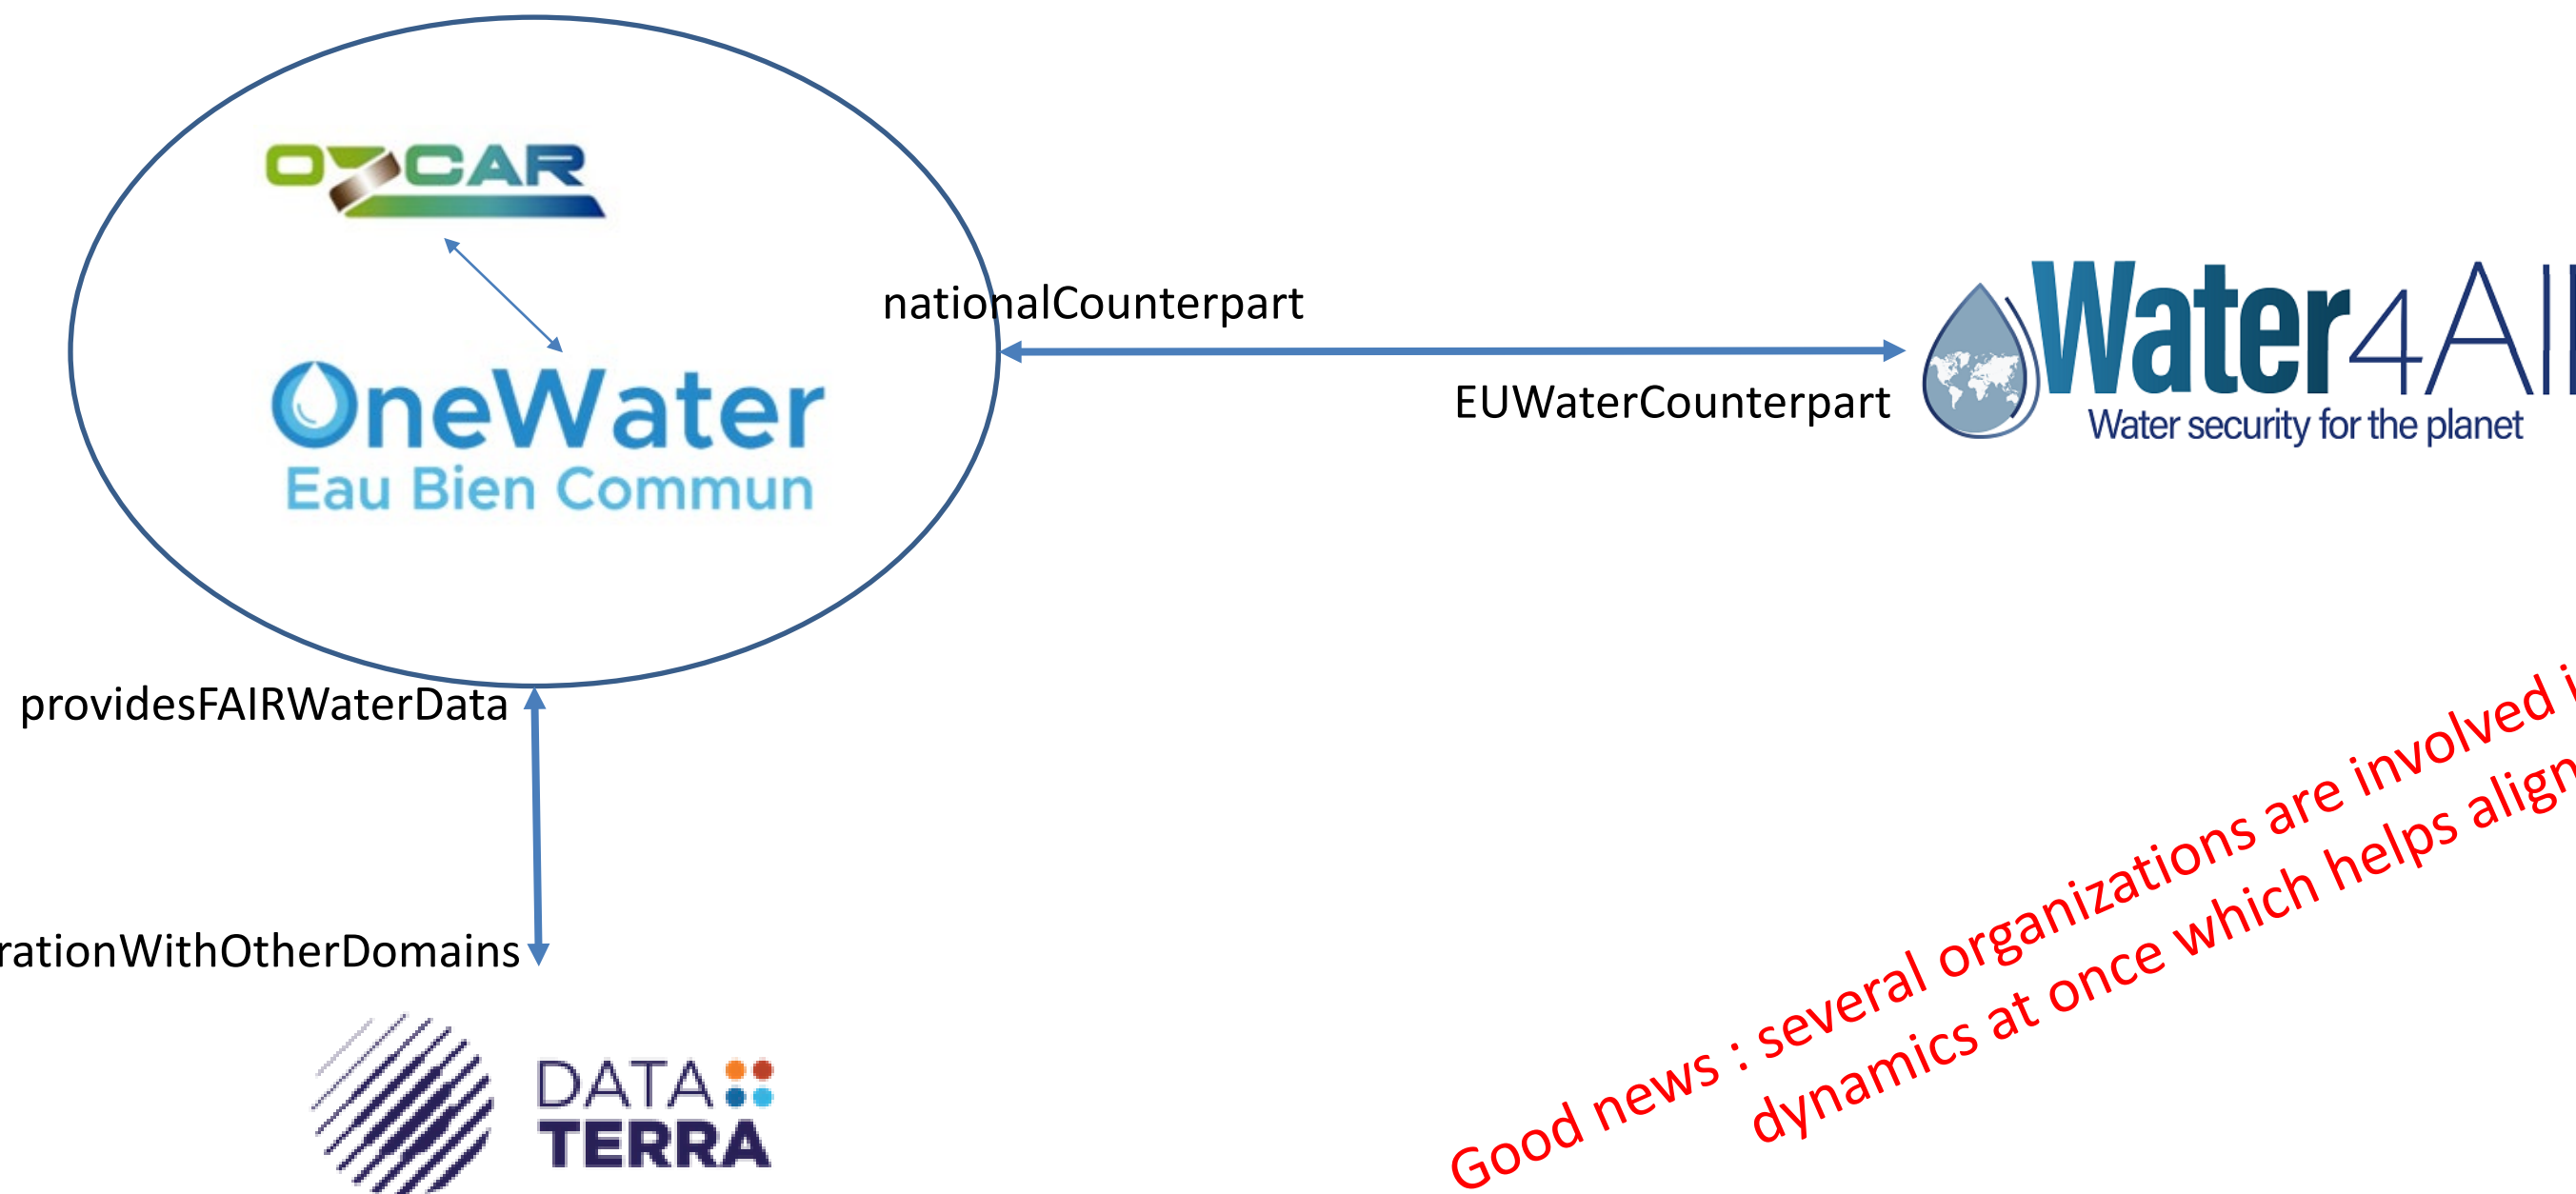 OZCAR
OneWater
Eau Bien Commun
nationalCounterpart
EUWaterCounterpart
Water4All
Water security for the planet
providesFAIRWaterData
rationWithOtherDomains
DATA
TERRA
Good news : several organizations are involved i
dynamics at once which helps align